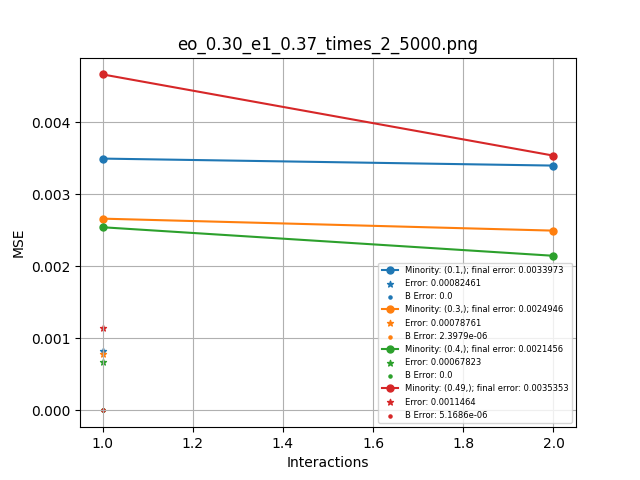 eo_0.30_e1_0.37_times_2_5000.png
MSE
0.004
0.003
0.002
0.001
0.000
Minority: (0.1,); final error: 0.0033973
Error: 0.00082461
B Error: 0.0
Minority: (0.3,); final error: 0.0024946
Error: 0.00078761
B Error: 2.3979e-06
Minority: (0.4,); final error: 0.0021456
Error: 0.00067823
B Error: 0.0
Minority: (0.49,); final error: 0.0035353
Error: 0.0011464
B Error: 5.1686e-06
1.0 1.2 1.4 1.6 1.8 2.0
Interactions